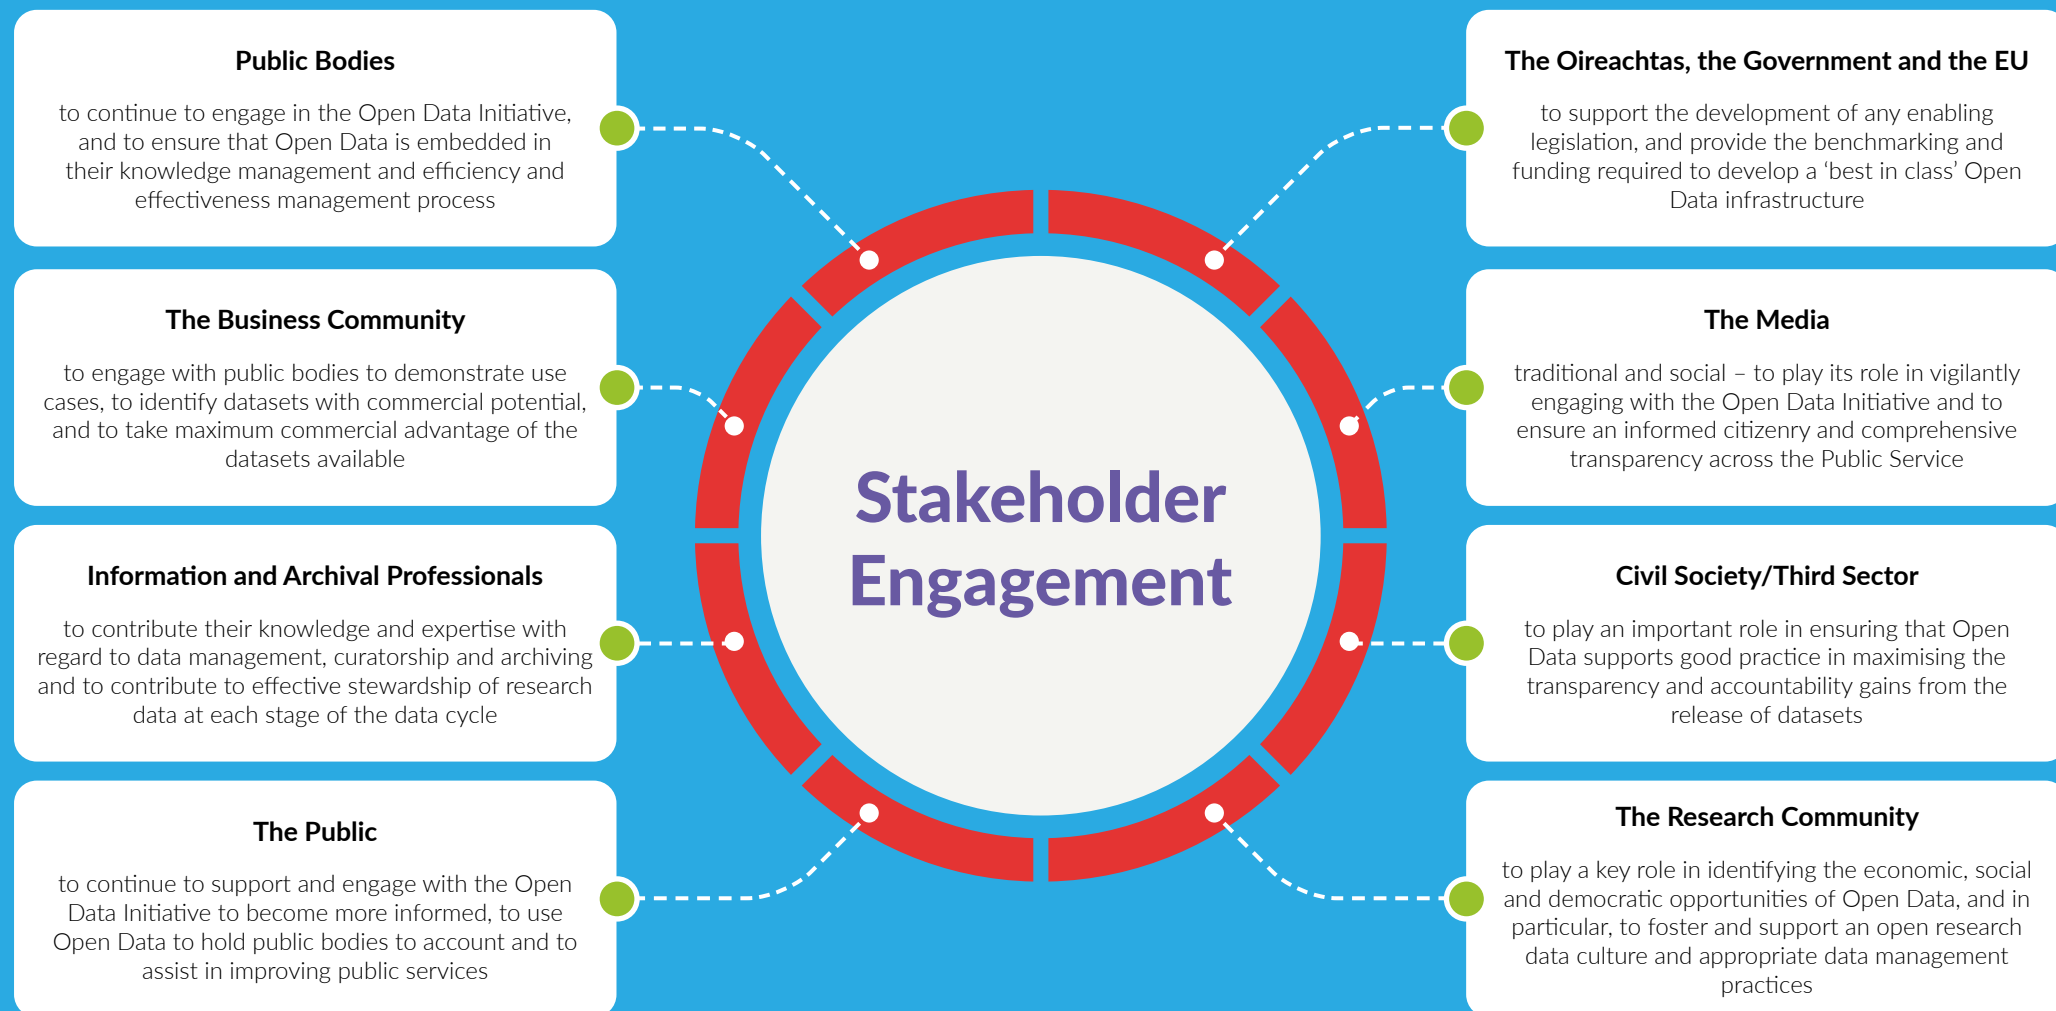 Public Bodies
to continue to engage in the Open Data Initiative,
and to ensure that Open Data is embedded in
their knowledge management and efficiency and
effectiveness management process
The Business Community
to engage with public bodies to demonstrate use
cases, to identify datasets with commercial potential,
and to take maximum commercial advantage of the
datasets available
Information and Archival Professionals
to contribute their knowledge and expertise with
regard to data management, curatorship and archiving
and to contribute to effective stewardship of research
data at each stage of the data cycle
The Public
to continue to support and engage with the Open
Data Initiative to become more informed, to use
Open Data to hold public bodies to account and to
assist in improving public services
Stakeholder
Engagement
The Oireachtas, the Government and the EU
to support the development of any enabling
legislation, and provide the benchmarking and
funding required to develop a ‘best in class’ Open
Data infrastructure
The Media
traditional and social – to play its role in vigilantly
engaging with the Open Data Initiative and to
ensure an informed citizenry and comprehensive
transparency across the Public Service
Civil Society/Third Sector
to play an important role in ensuring that Open
Data supports good practice in maximising the
transparency and accountability gains from the
release of datasets
The Research Community
to play a key role in identifying the economic, social
and democratic opportunities of Open Data, and in
particular, to foster and support an open research
data culture and appropriate data management
practices